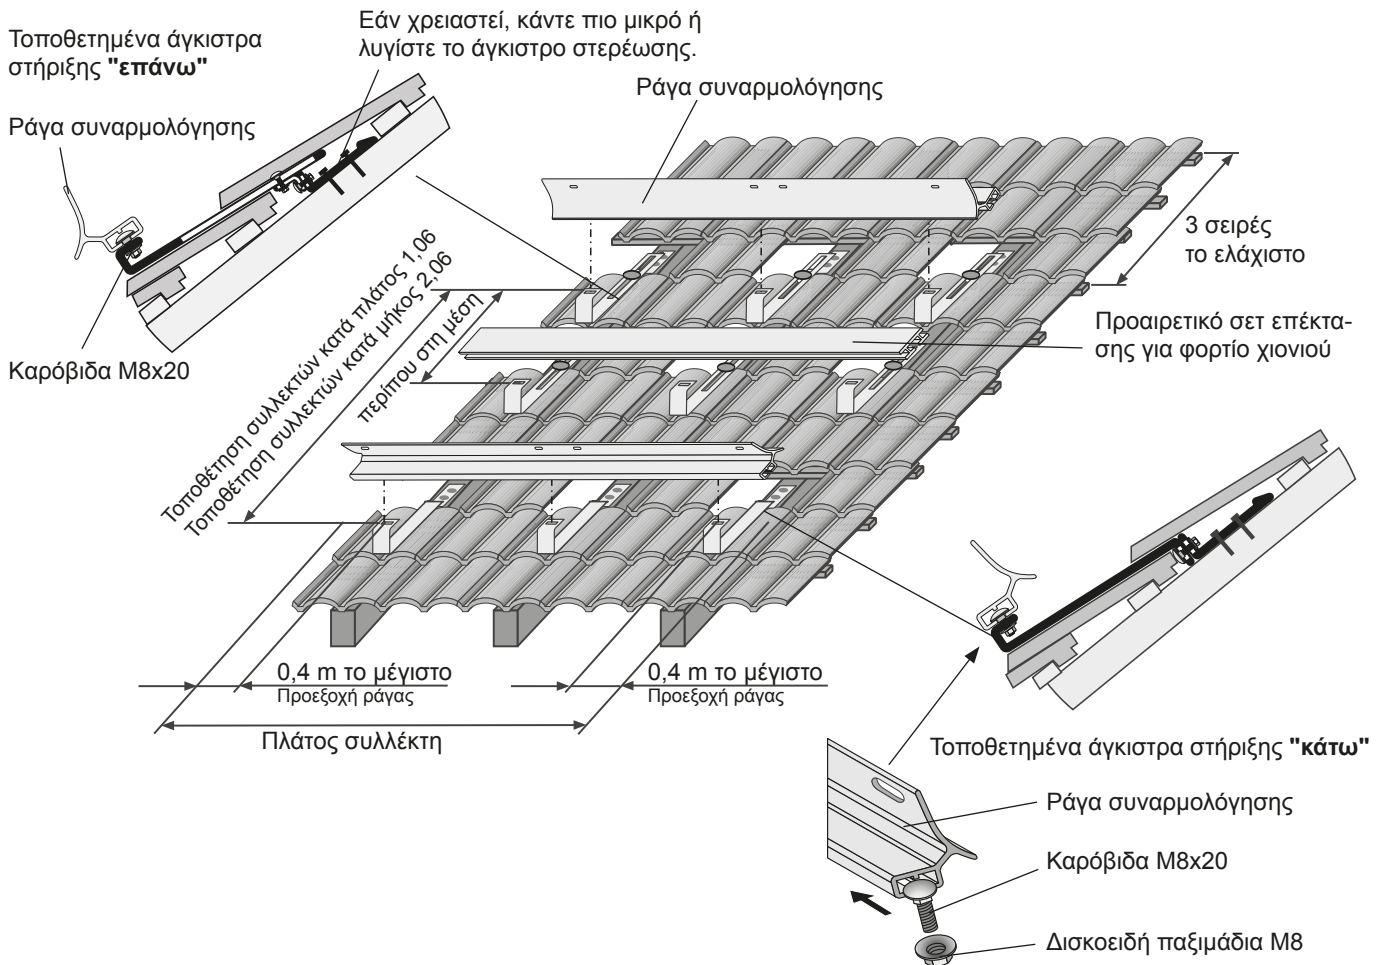 Τοποθετημένα άγκιστρα
στήριξης "επάνω"
Εάν χρειαστεί, κάντε πιο μικρό ή
λυγίστε το άγκιστρο στερέωσης.
Ράγα συναρμολόγησης
Ράγα συναρμολόγησης
3 σειρές
το ελάχιστο
Προαιρετικό σετ επέκτα-
σης για φορτίο χιονιού
Καρόβιδα M8x20
Τοποθέτηση συλλεκτών κατά πλάτος 1,06
Τοποθέτηση συλλεκτών κατά μήκος 2,06
περίπου στη μέση
0,4 m το μέγιστο
Προεξοχή ράγας
0,4 m το μέγιστο
Προεξοχή ράγας
Πλάτος συλλέκτη
Τοποθετημένα άγκιστρα στήριξης "κάτω"
Ράγα συναρμολόγησης
Καρόβιδα M8x20
Δισκοειδή παξιμάδια M8